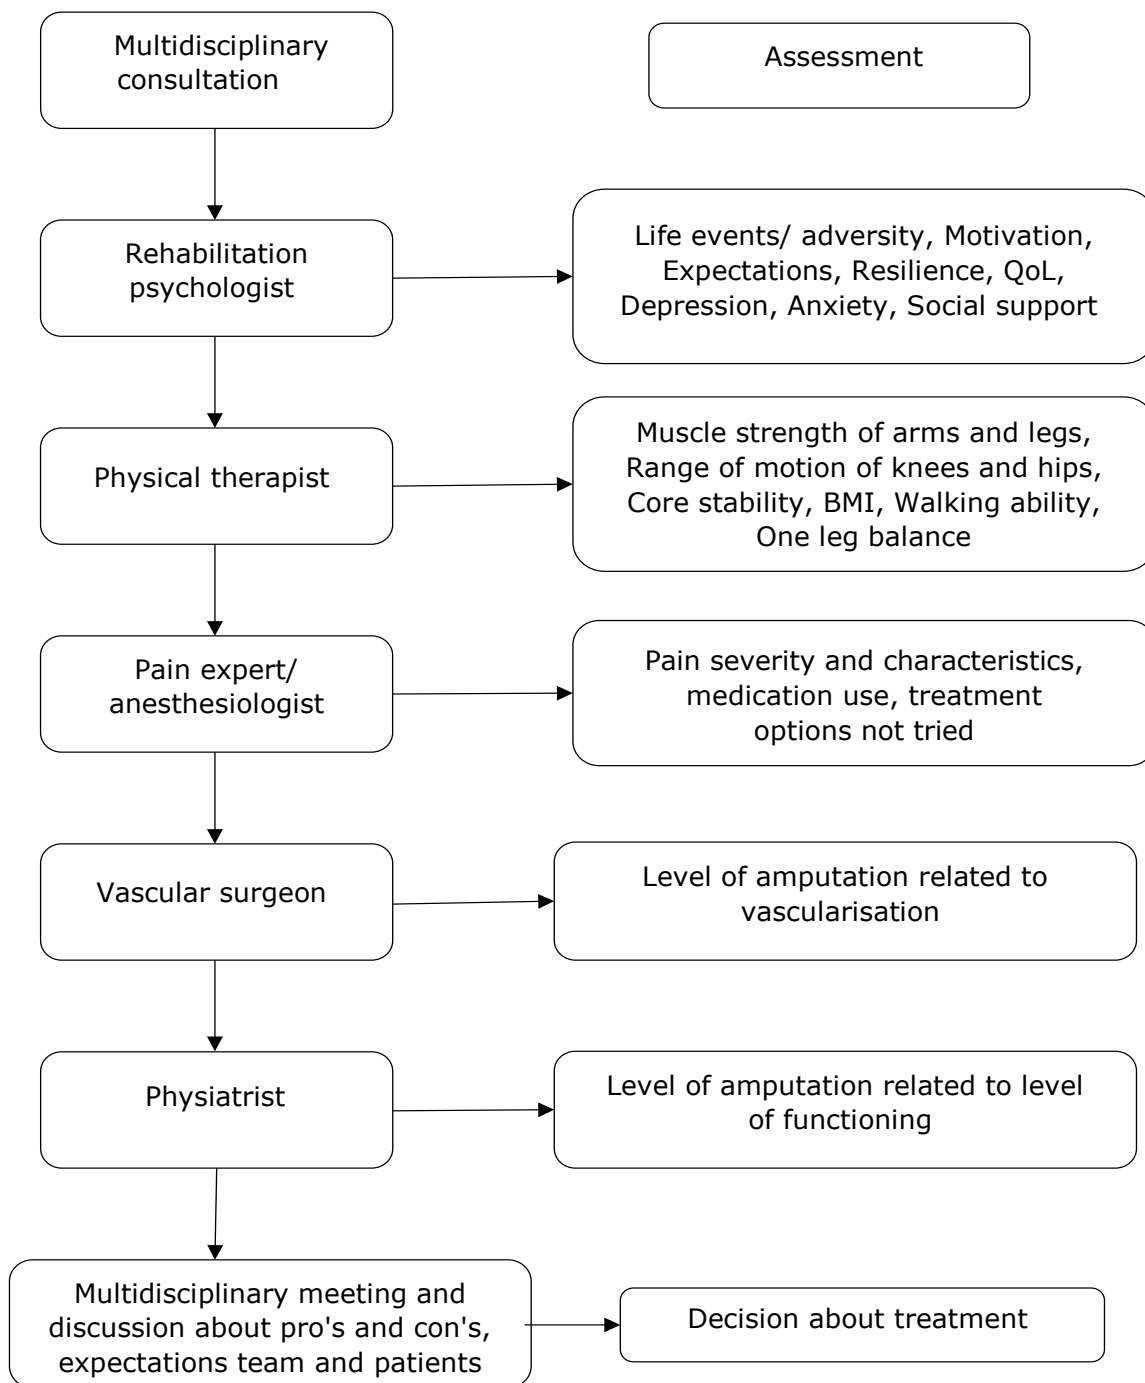 Multidisciplinary
consultation
Assessment
Rehabilitation
psychologist
Life events/ adversity, Motivation,
Expectations, Resilience, QoL,
Depression, Anxiety, Social support
Physical therapist
Muscle strength of arms and legs,
Range of motion of knees and hips,
Core stability, BMI, Walking ability,
One leg balance
Pain expert/
anesthesiologist
Pain severity and characteristics,
medication use, treatment
options not tried
Vascular surgeon
Level of amputation related to
vascularisation
Physiatrist
Level of amputation related to level
of functioning
Multidisciplinary meeting and
discussion about pro's and con's,
expectations team and patients
Decision about treatment